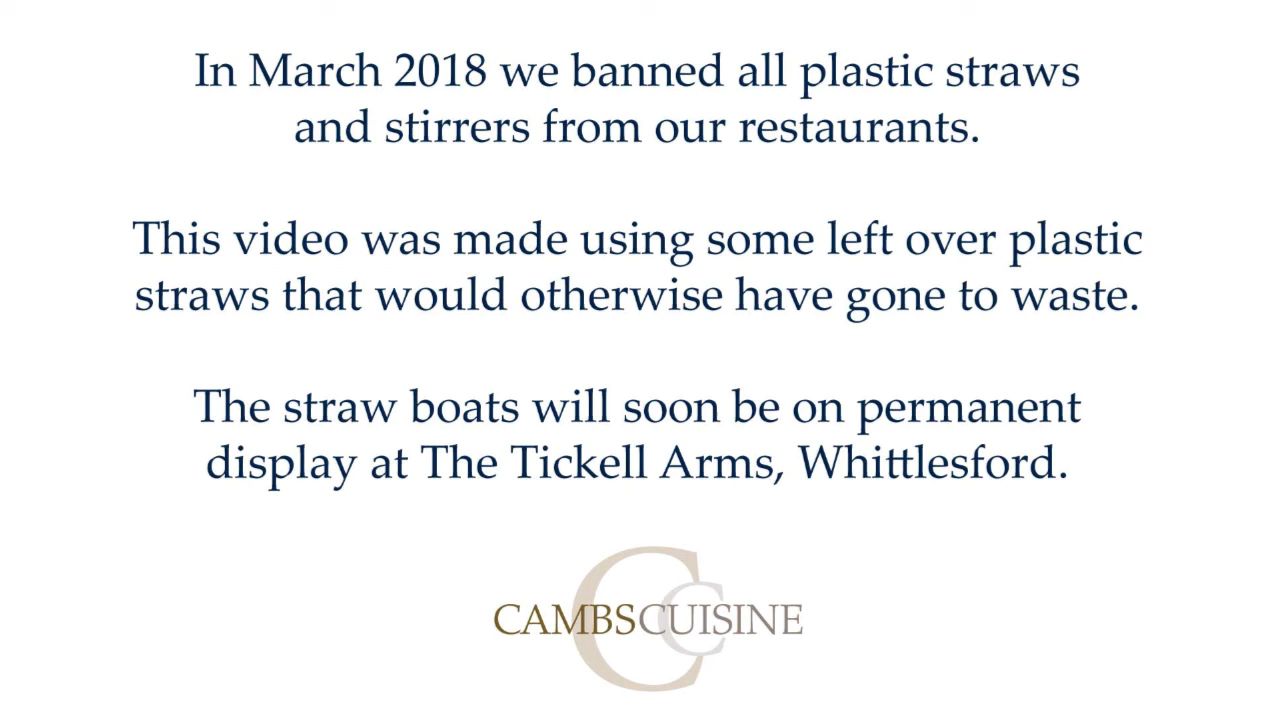 In March 2018 we banned all plastic straws
and stirrers from our restaurants.
This video was made using some left over plastic
straws that would otherwise have gone to waste.
The straw boats will soon be on permanent
display at The Tickell Arms, Whittlesford.
CAMBSCUISINE